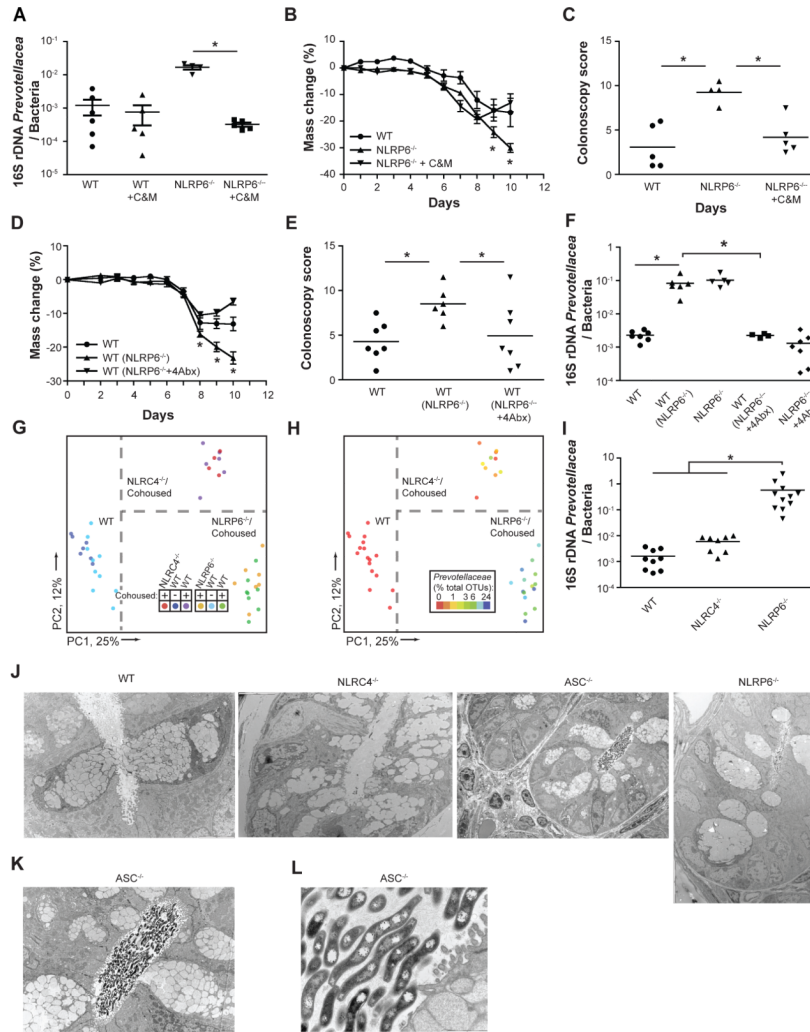 A
16S rDNA Prevotellacea
/ Bacteria
10⁻¹
10⁻²
10⁻³
10⁻⁴
10⁻⁵
*
WT
WT
+C&M
NLRP6⁻/⁻
NLRP6⁻/⁻
+C&M
B
Mass change (%)
10
0
-10
-20
-30
-40
0 2 4 6 8 10 12
Days
WT
NLRP6⁻/⁻
NLRP6⁻/⁻ + C&M
*
*
C
Colonoscopy score
15
10
5
0
* *
WT
NLRP6⁻/⁻
NLRP6⁻/⁻
+C&M
Days
D
Mass change (%)
10
0
-10
-20
-30
0 2 4 6 8 10 12
Days
WT
WT (NLRP6⁻/⁻)
WT (NLRP6⁻/⁻+4Abx)
* * *
E
Colonoscopy score
15
10
5
0
* *
WT
WT
(NLRP6⁻/⁻)
WT
(NLRP6⁻/⁻
+4Abx)
F
16S rDNA Prevotellacea
/ Bacteria
1
10⁻¹
10⁻²
10⁻³
10⁻⁴
* *
WT
WT
(NLRP6⁻/⁻)
NLRP6⁻/⁻
WT
(NLRP6⁻/⁻
+4Abx)
NLRP6⁻/⁻
+4Ab
G
PC2, 12%
PC1, 25%
WT
NLRC4⁻/⁻/
Cohoused
NLRP6⁻/⁻/
Cohoused
NLRC4⁻/⁻
WT
WT
NLRP6⁻/⁻
WT
WT
Cohoused: + - + + - +
H
PC2, 12%
PC1, 25%
WT
NLRC4⁻/⁻/
Cohoused
NLRP6⁻/⁻/
Cohoused
Prevotellaceae
(% total OTUs):
0 1 3 6 24
I
16S rDNA Prevotellacea
/ Bacteria
10
1
10⁻¹
10⁻²
10⁻³
10⁻⁴
*
WT
NLRC4⁻/⁻
NLRP6⁻/⁻
J
WT
NLRC4⁻/⁻
ASC⁻/⁻
NLRP6⁻/⁻
K
ASC⁻/⁻
L
ASC⁻/⁻